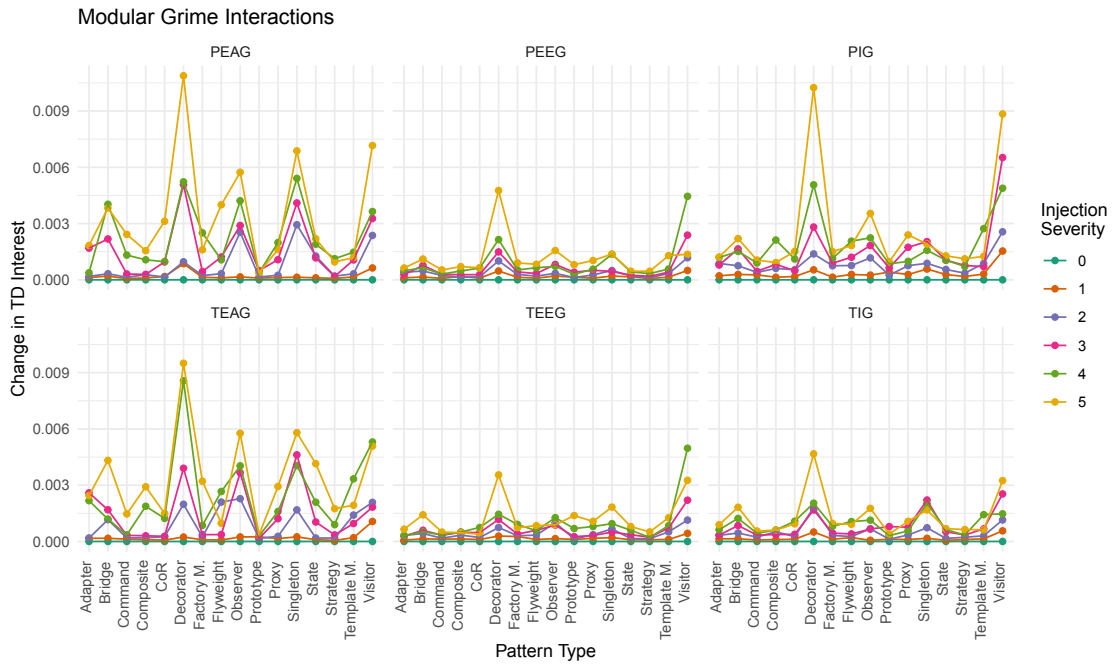 Modular Grime Interactions
PEAG
PEEG
PIG
0.009
0.006
0.003
0.000
TEAG
TEEG
TIG
0.009
0.006
0.003
0.000
Change in TD Interest
Adapter
Bridge
Command
Composite
CoR
Decorator
Factory M.
Flyweight
Observer
Prototype
Proxy
Singleton
State
Strategy
Template M.
Visitor
Adapter
Bridge
Command
Composite
CoR
Decorator
Factory M.
Flyweight
Observer
Prototype
Proxy
Singleton
State
Strategy
Template M.
Visitor
Adapter
Bridge
Command
Composite
CoR
Decorator
Factory M.
Flyweight
Observer
Prototype
Proxy
Singleton
State
Strategy
Template M.
Visitor
Pattern Type
Injection
Severity
0
1
2
3
4
5